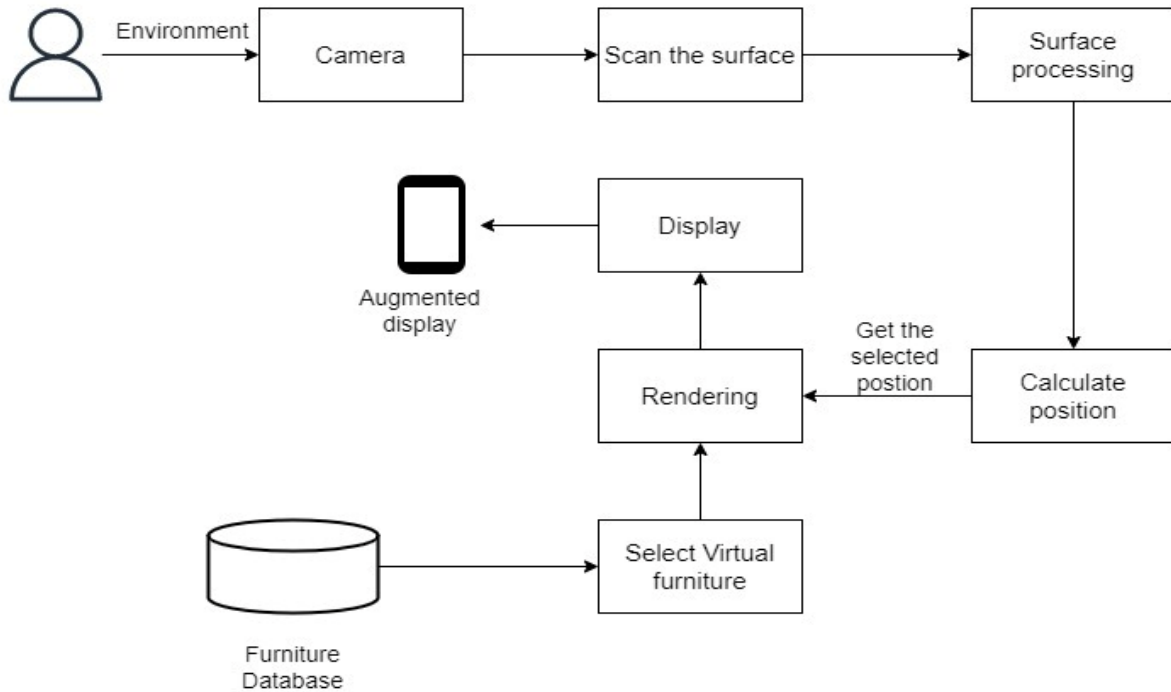 Environment
Camera
Scan the surface
Surface
processing
Display
Augmented
display
Get the
selected
postion
Rendering
Calculate
position
Select Virtual
furniture
Furniture
Database